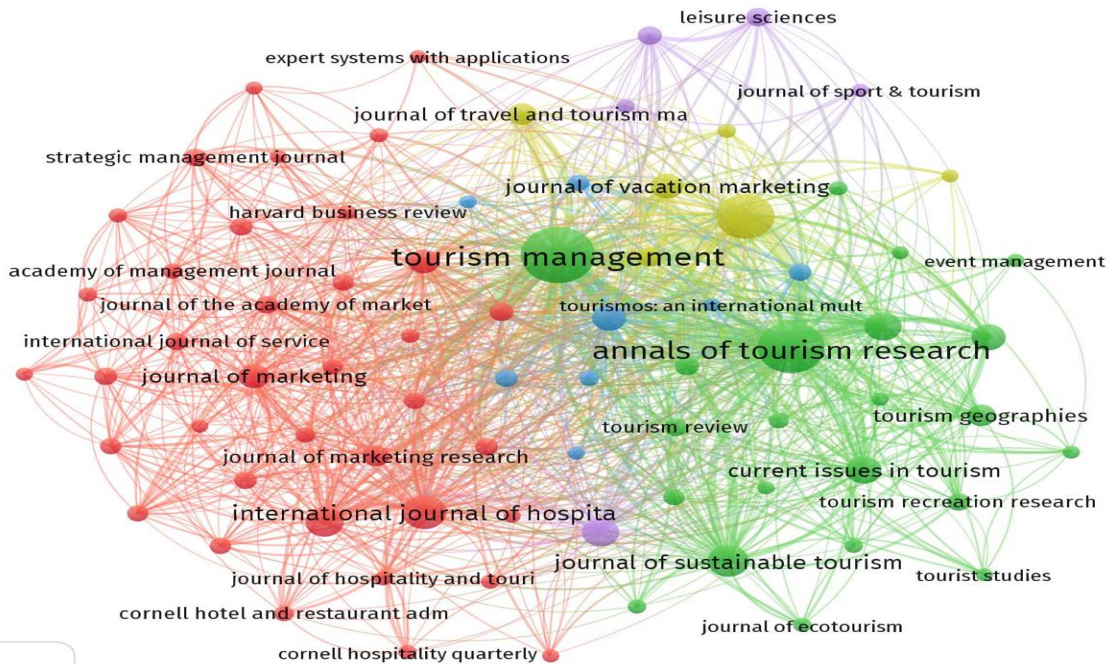 leisure sciences
expert systems with applications
journal of sport & tourism
journal of travel and tourism ma
strategic management journal
journal of vacation marketing
harvard business review
tourism management
event management
academy of management journal
journal of the academy of market
tourismos: an international mult
international journal of service
annals of tourism research
journal of marketing
tourism geographies
tourism review
journal of marketing research
current issues in tourism
tourism recreation research
international journal of hospita
journal of sustainable tourism
journal of hospitality and touri
tourist studies
cornell hotel and restaurant adm
journal of ecotourism
cornell hospitality quarterly